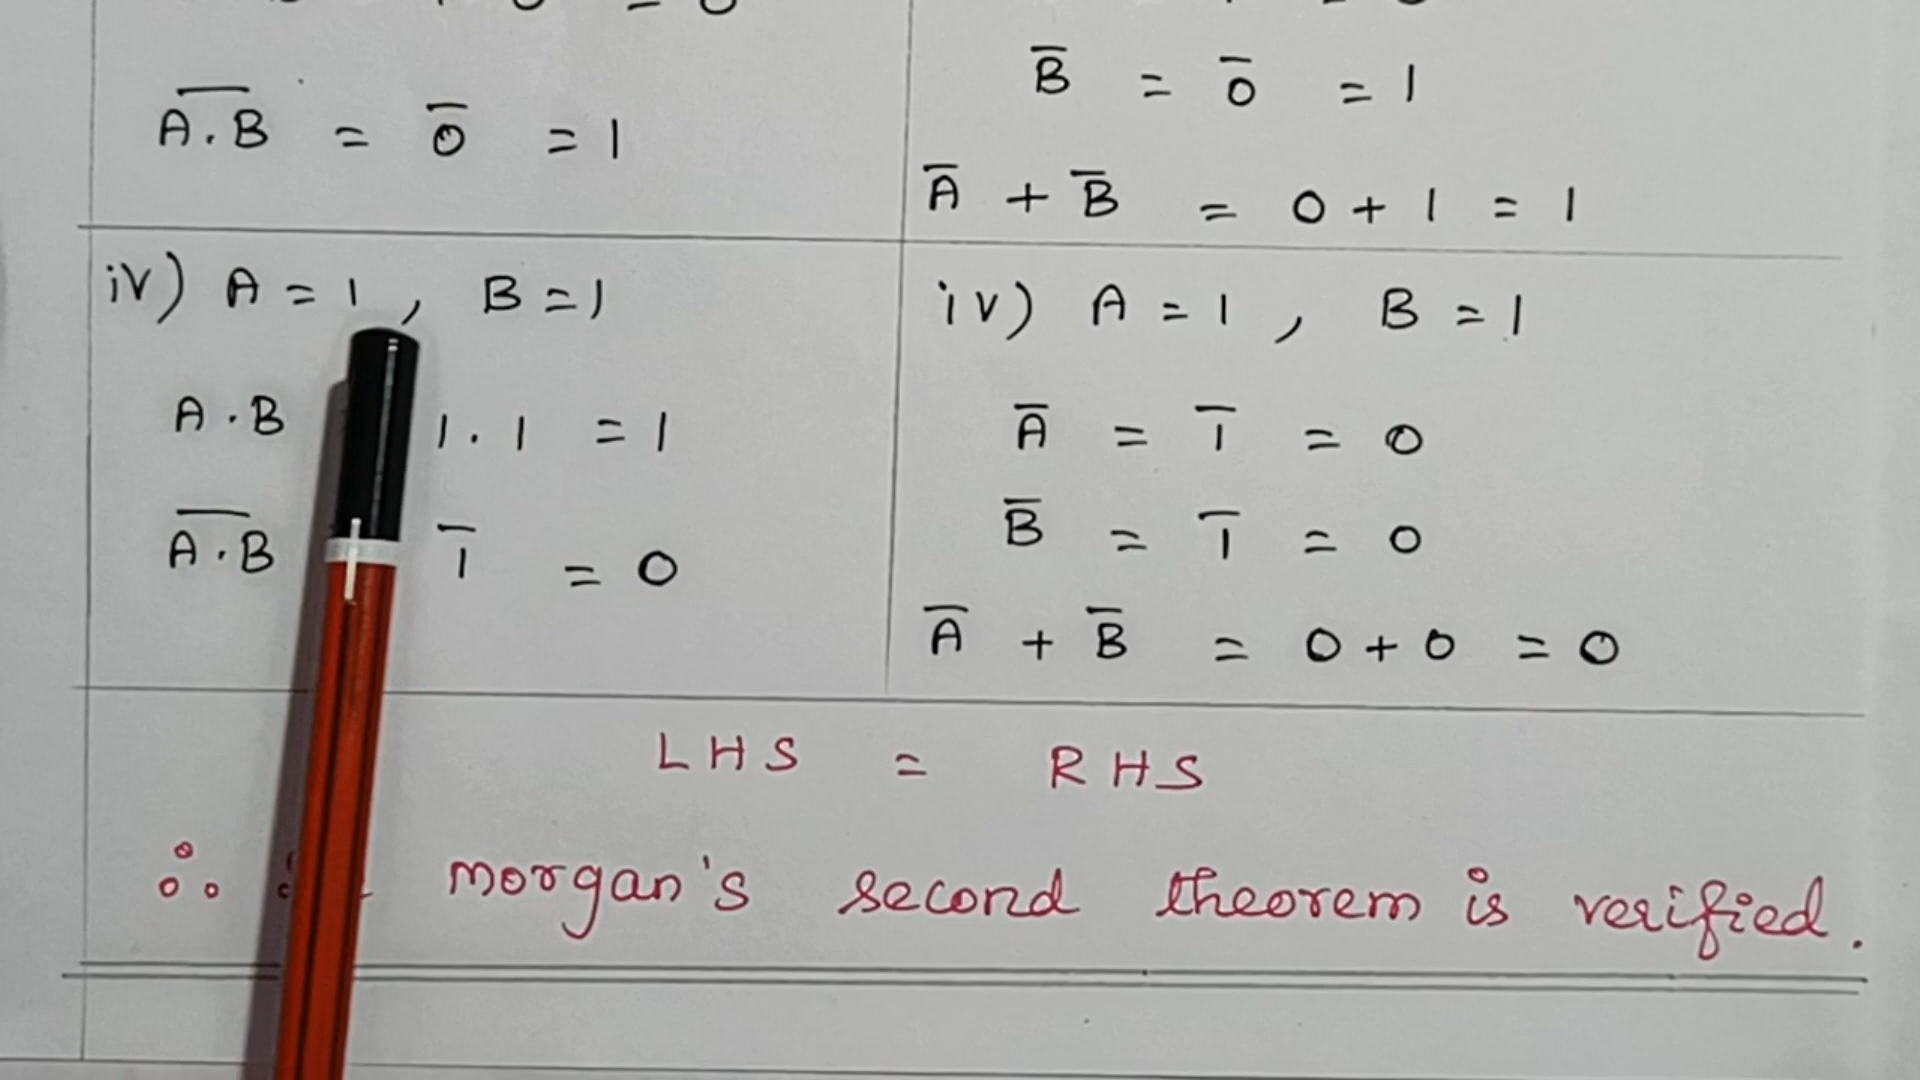 A̅.̅B̅ = 0̅ = 1
iv) A = 1 , B = 1
A . B 1 . 1 = 1
A̅.̅B̅ 1̅ = 0
B̅ = 0̅ = 1
A̅ + B̅ = 0 + 1 = 1
iv) A = 1 , B = 1
A̅ = 1̅ = 0
B̅ = 1̅ = 0
A̅ + B̅ = 0 + 0 = 0
LHS = RHS
∴ morgan's second theorem is verified.